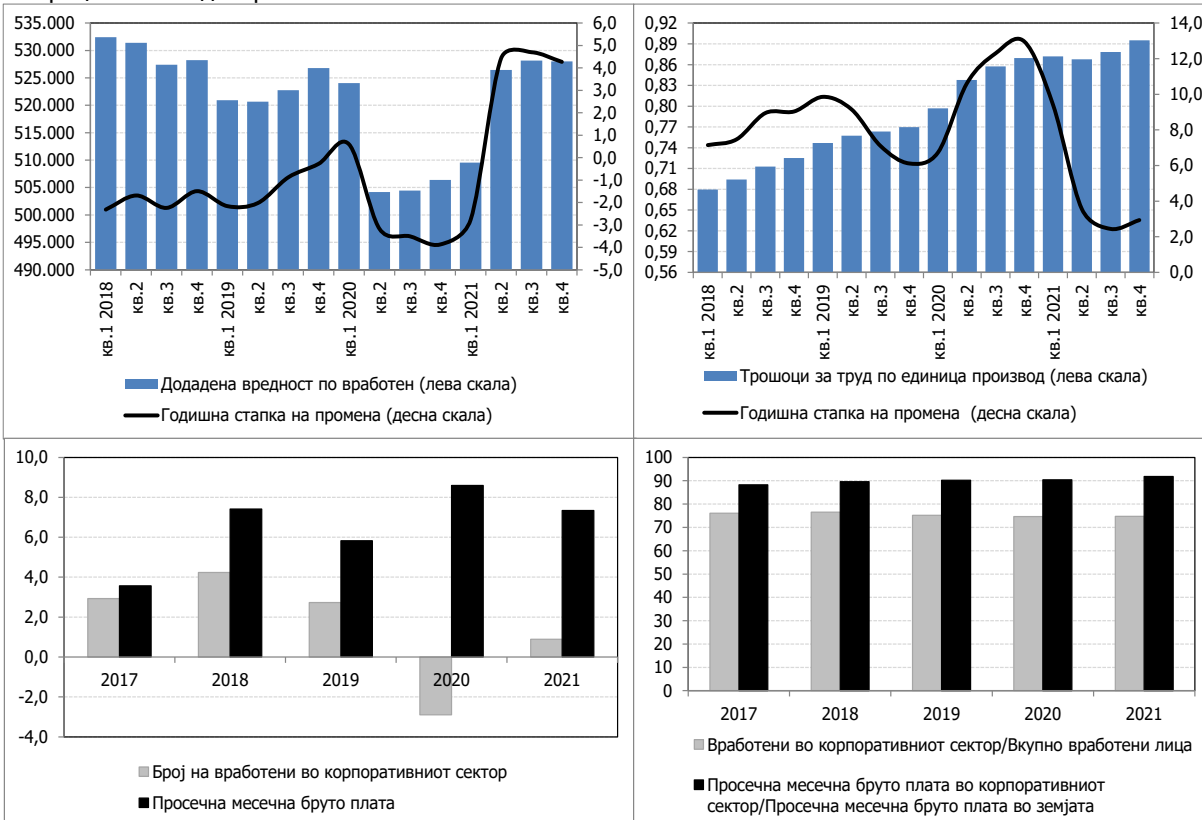 535.000
530.000
525.000
520.000
515.000
510.000
505.000
500.000
495.000
490.000
6,0
5,0
4,0
3,0
2,0
1,0
0,0
-1,0
-2,0
-3,0
-4,0
-5,0
кв.1 2018
кв.2
кв.3
кв.4
кв.1 2019
кв.2
кв.3
кв.4
кв.1 2020
кв.2
кв.3
кв.4
кв.1 2021
кв.2
кв.3
кв.4
Додадена вредност по вработен (лева скала)
Годишна стапка на промена (десна скала)
0,92
0,89
0,86
0,83
0,80
0,77
0,74
0,71
0,68
0,65
0,62
0,59
0,56
14,0
12,0
10,0
8,0
6,0
4,0
2,0
0,0
кв.1 2018
кв.2
кв.3
кв.4
кв.1 2019
кв.2
кв.3
кв.4
кв.1 2020
кв.2
кв.3
кв.4
кв.1 2021
кв.2
кв.3
кв.4
Трошоци за труд по единица производ (лева скала)
Годишна стапка на промена (десна скала)
10,0
8,0
6,0
4,0
2,0
0,0
-2,0
-4,0
2017 2018 2019 2020 2021
Број на вработени во корпоративниот сектор
Просечна месечна бруто плата
100
90
80
70
60
50
40
30
20
10
0
2017 2018 2019 2020 2021
Вработени во корпоративниот сектор/Вкупно вработени лица
Просечна месечна бруто плата во корпоративниот
сектор/Просечна месечна бруто плата во земјата